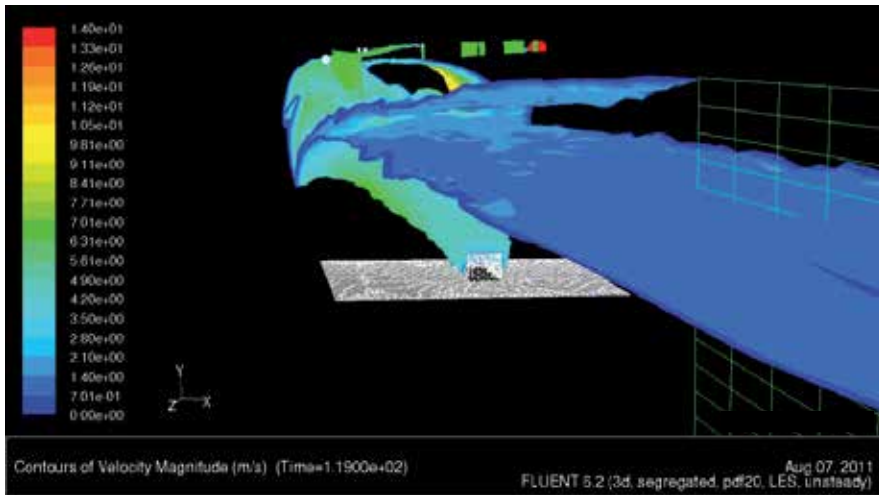 1.40e+01
1.33e+01
1.26e+01
1.19e+01
1.12e+01
1.05e+01
9.81e+00
9.11e+00
8.41e+00
7.71e+00
7.01e+00
6.31e+00
5.61e+00
4.90e+00
4.20e+00
3.50e+00
2.80e+00
2.10e+00
1.40e+00
7.01e-01
0.00e+00
Y
Z X
Contours of Velocity Magnitude (m/s) (Time=1.1900e+02)
Aug 07, 2011
FLUENT 6.2 (3d, segregated, pdf20, LES, unsteady)